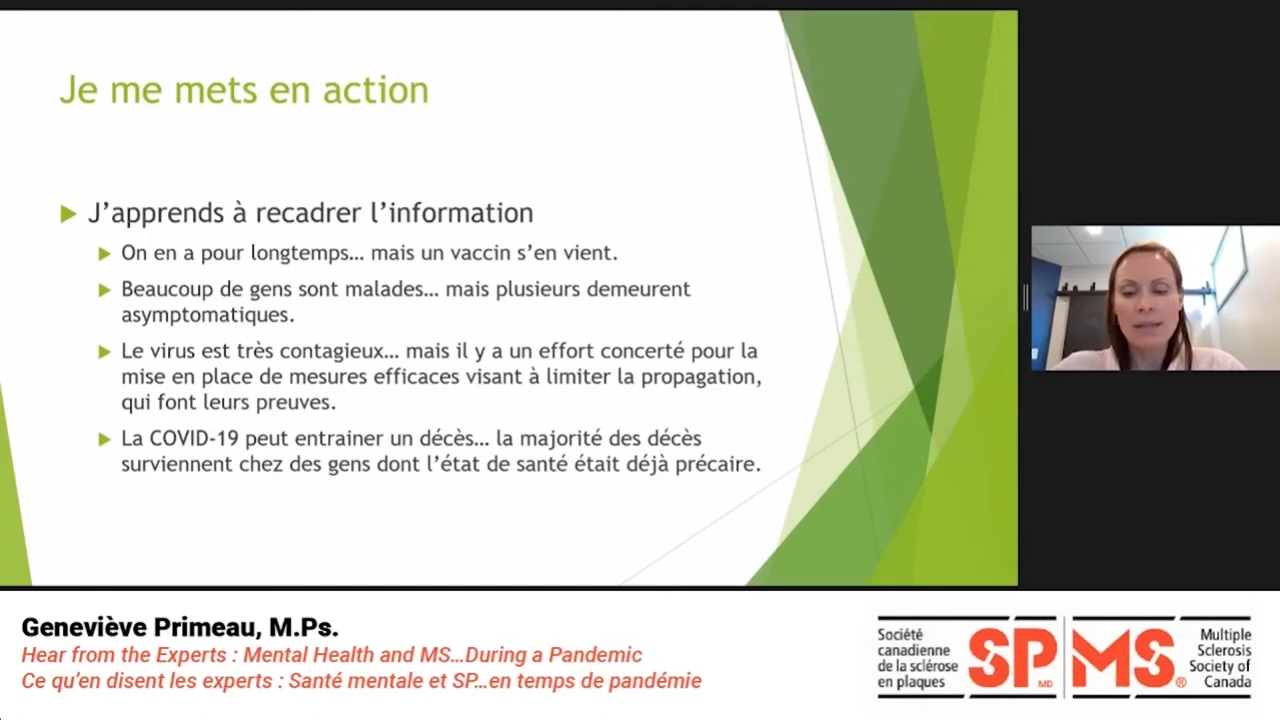 Je me mets en action
J’apprends à recadrer l’information
On en a pour longtemps… mais un vaccin s’en vient.
Beaucoup de gens sont malades… mais plusieurs demeurent
asymptomatiques.
Le virus est très contagieux… mais il y a un effort concerté pour la
mise en place de mesures efficaces visant à limiter la propagation,
qui font leurs preuves.
La COVID-19 peut entrainer un décès… la majorité des décès
surviennent chez des gens dont l’état de santé était déjà précaire.
Geneviève Primeau, M.Ps.
Hear from the Experts : Mental Health and MS…During a Pandemic
Ce qu’en disent les experts : Santé mentale et SP…en temps de pandémie
Société
canadienne
de la sclérose
en plaques
SP MD
MS ®
Multiple
Sclerosis
Society of
Canada